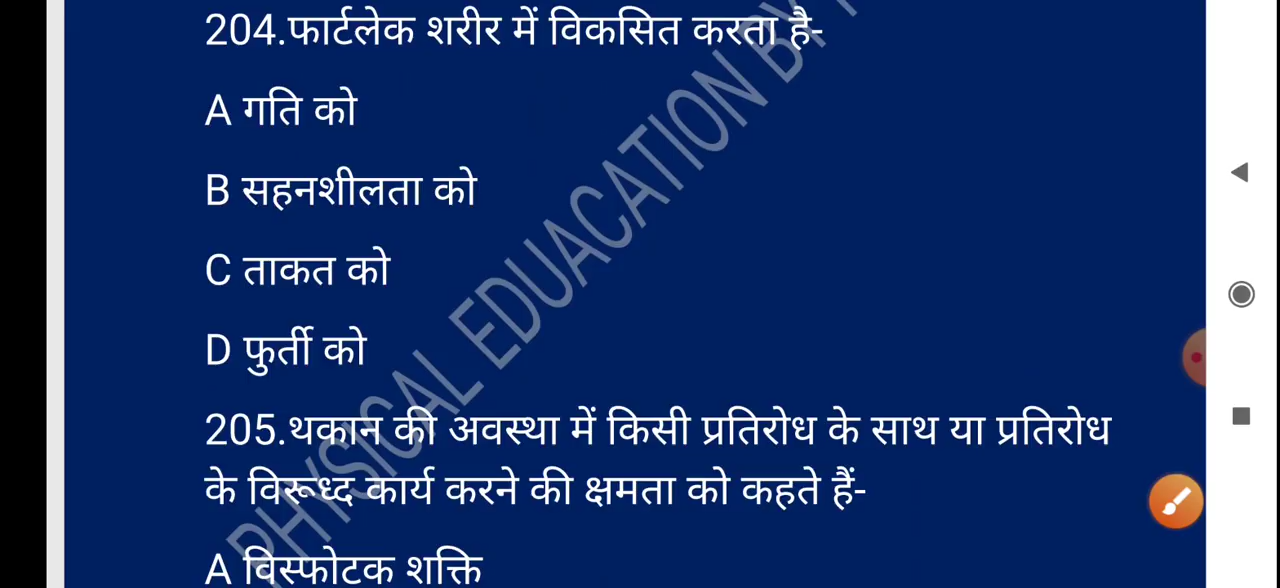 204.फार्टलेक शरीर में विकसित करता है-
A गति को
B सहनशीलता को
C ताकत को
D फुर्ती को
205.थकान की अवस्था में किसी प्रतिरोध के साथ या प्रतिरोध
के विरूध्द कार्य करने की क्षमता को कहते हैं-
A विस्फोटक शक्ति
PHYSICAL EDUACATION BY